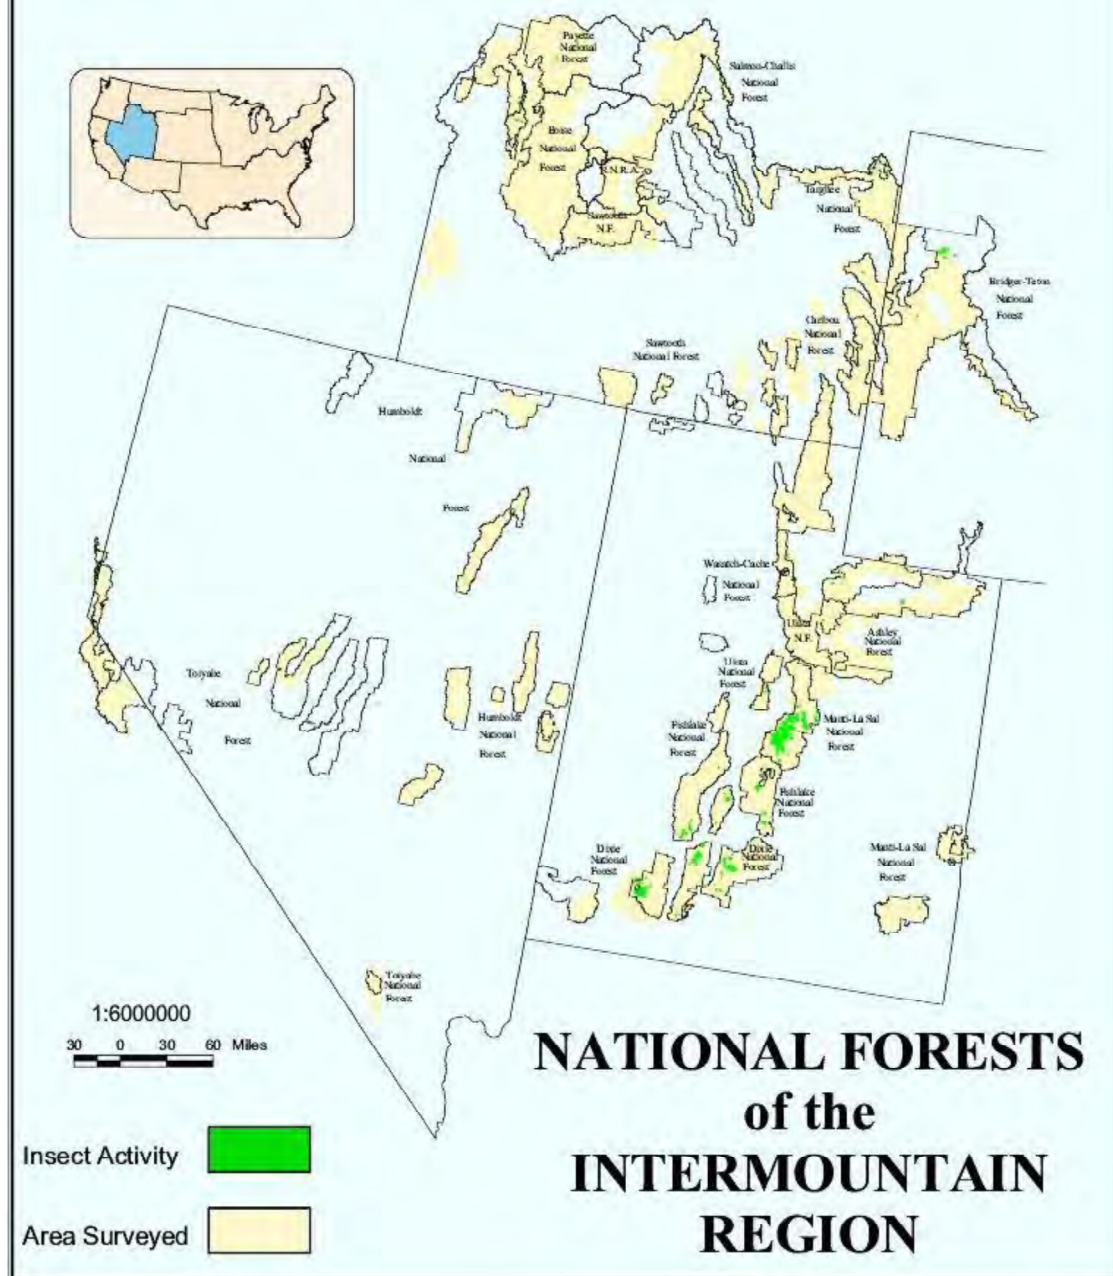 Payette
National
Forest
Salmon-Challis
National
Forest
Boise
National
Forest
S.N.R.A.
Sawtooth
N.F.
Targhee
National
Forest
Bridger-Teton
National
Forest
Caribou
National
Forest
Sawtooth
National Forest
Humboldt
National
Forest
Wasatch-Cache
National
Forest
Uinta
N.F.
Ashley
National
Forest
Uinta
National
Forest
Toiyabe
National
Forest
Humboldt
National
Forest
Fishlake
National
Forest
Manti-La Sal
National
Forest
Fishlake
National
Forest
Dixie
National
Forest
Dixie
National
Forest
Manti-La Sal
National
Forest
Toiyabe
National
Forest
1:6000000
30 0 30 60 Miles
NATIONAL FORESTS
of the
INTERMOUNTAIN
REGION
Insect Activity
Area Surveyed